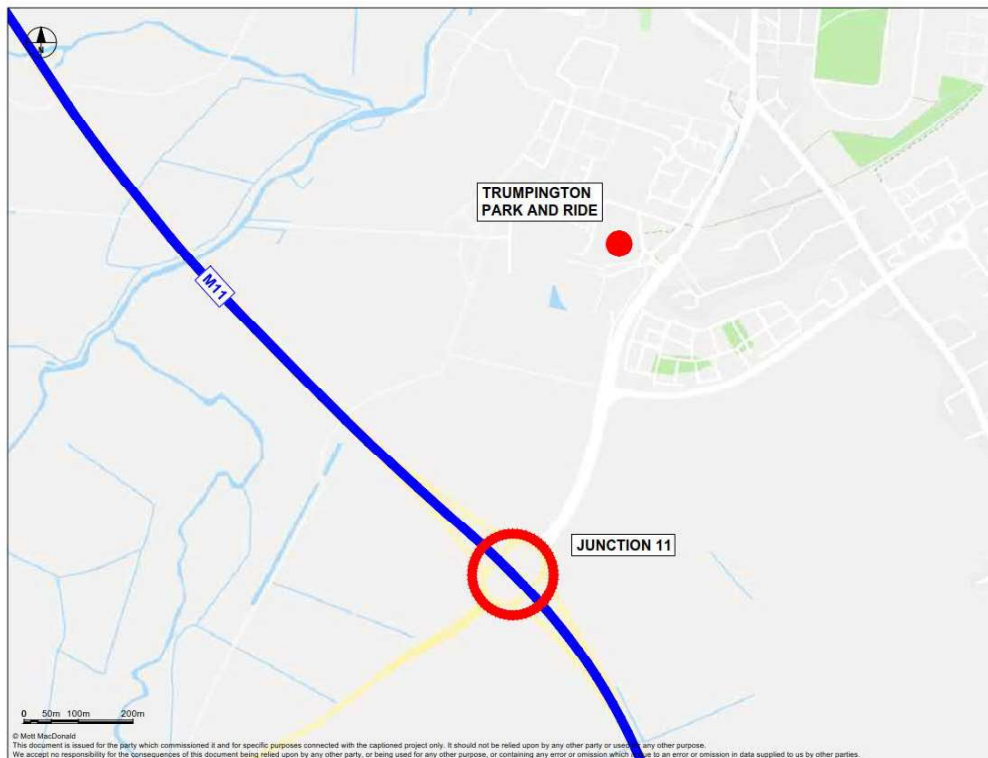 N
TRUMPINGTON
PARK AND RIDE
M11
JUNCTION 11
0 50m 100m 200m
© Mott MacDonald
This document is issued for the party which commissioned it and for specific purposes connected with the captioned project only. It should not be relied upon by any other party or used any other purpose.
We accept no responsibility for the consequences of this document being relied upon by any other party, or being used for any other purpose, or containing any error or omission which to an error or omission in data supplied to us by other parties.